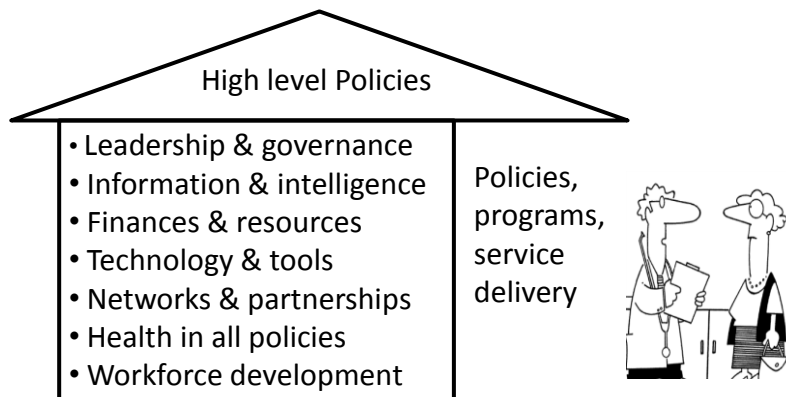 High level Policies
• Leadership & governance
• Information & intelligence
• Finances & resources
• Technology & tools
• Networks & partnerships
• Health in all policies
• Workforce development
Policies,
programs,
service
delivery